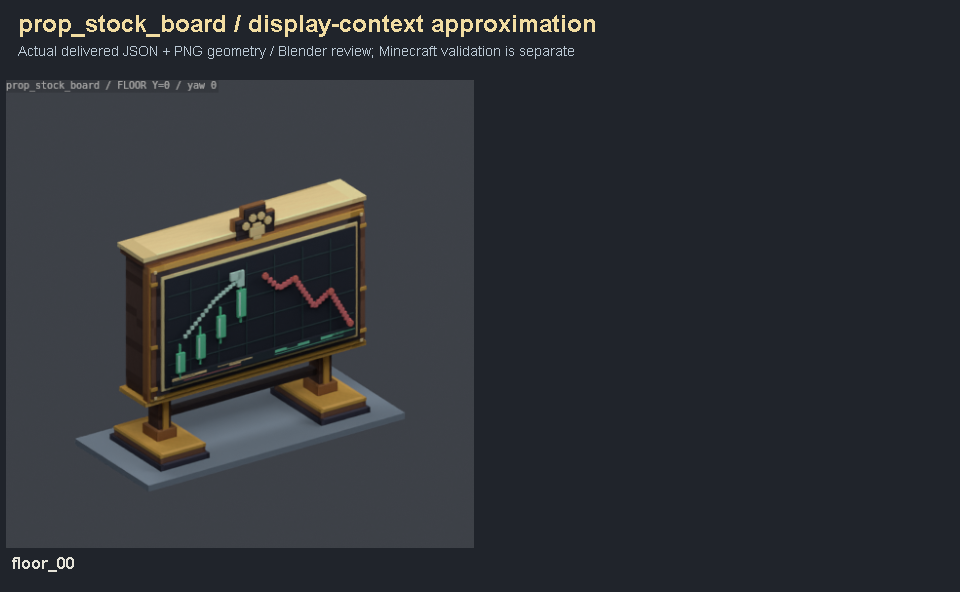 prop_stock_board / display-context approximation
Actual delivered JSON + PNG geometry / Blender review; Minecraft validation is separate
prop_stock_board / FLOOR Y=0 / yaw 0
floor_00